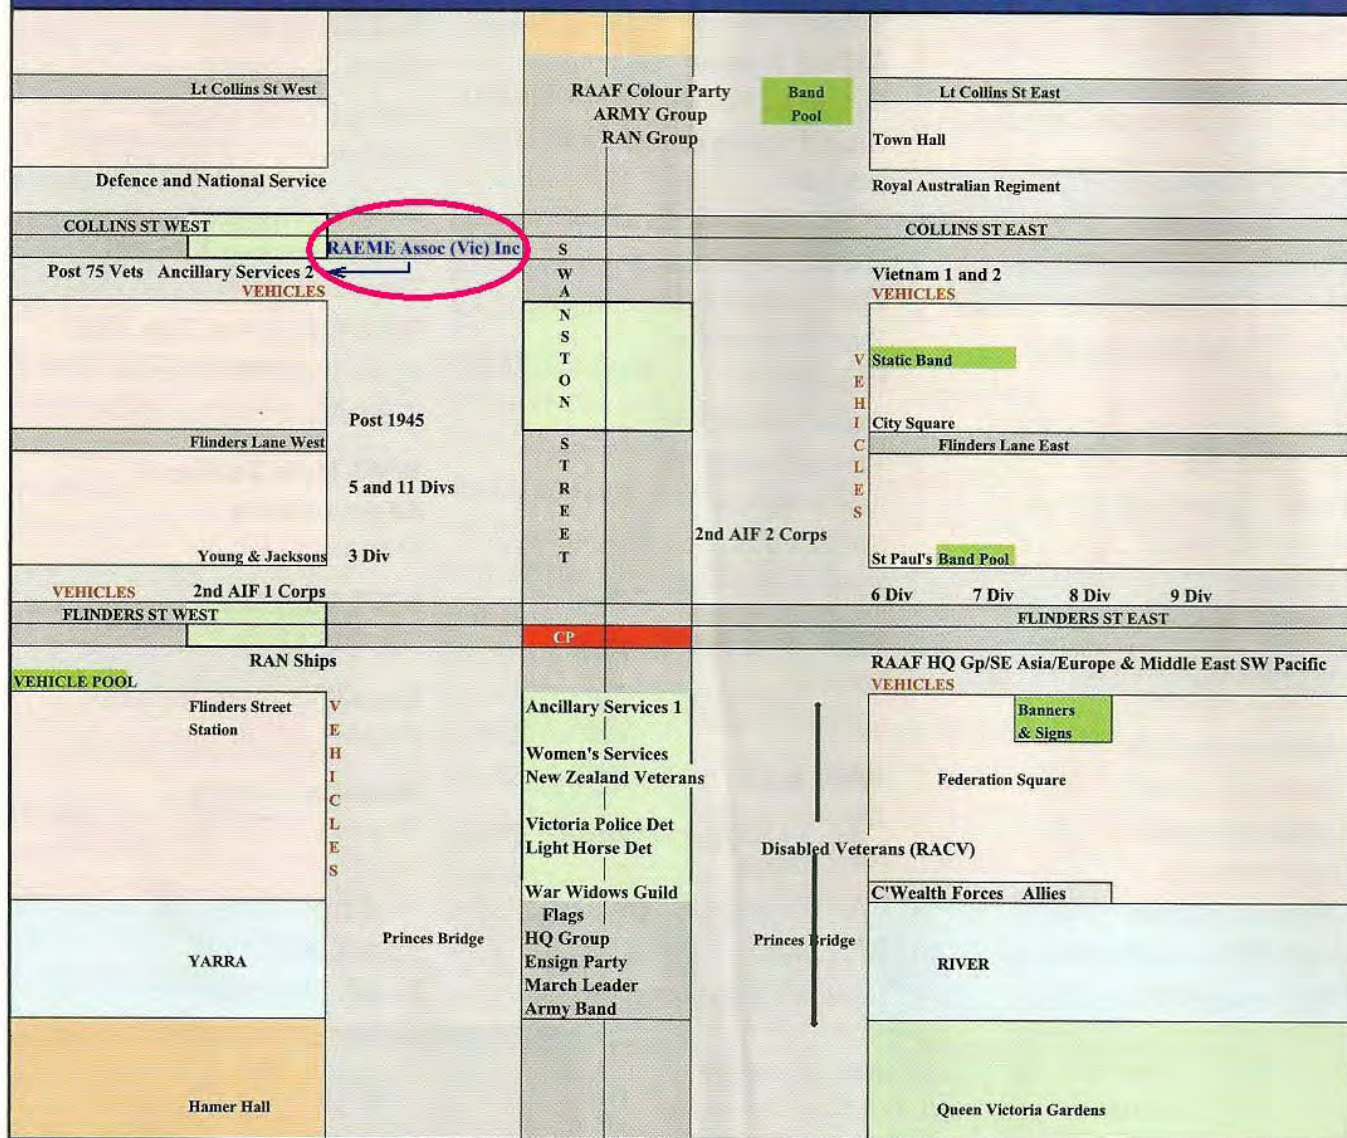 Lt Collins St West
RAAF Colour Party
ARMY Group
RAN Group
Band
Pool
Lt Collins St East
Town Hall
Defence and National Service
Royal Australian Regiment
COLLINS ST WEST
COLLINS ST EAST
RAEME Assoc (Vic) Inc
Post 75 Vets Ancillary Services 2
VEHICLES
SWANSTON STREET
Vietnam 1 and 2
VEHICLES
VEHICLES
Static Band
City Square
Post 1945
Flinders Lane West
Flinders Lane East
5 and 11 Divs
2nd AIF 2 Corps
Young & Jacksons
3 Div
St Paul's Band Pool
VEHICLES 2nd AIF 1 Corps
6 Div 7 Div 8 Div 9 Div
FLINDERS ST WEST
FLINDERS ST EAST
CP
RAN Ships
RAAF HQ Gp/SE Asia/Europe & Middle East SW Pacific
VEHICLE POOL
VEHICLES
Flinders Street
Station
VEHICLES
Ancillary Services 1
Women's Services
New Zealand Veterans
Victoria Police Det
Light Horse Det
War Widows Guild
Flags
HQ Group
Ensign Party
March Leader
Army Band
Banners
& Signs
Federation Square
Disabled Veterans (RACV)
C'Wealth Forces Allies
Princes Bridge
Princes Bridge
YARRA
RIVER
Hamer Hall
Queen Victoria Gardens